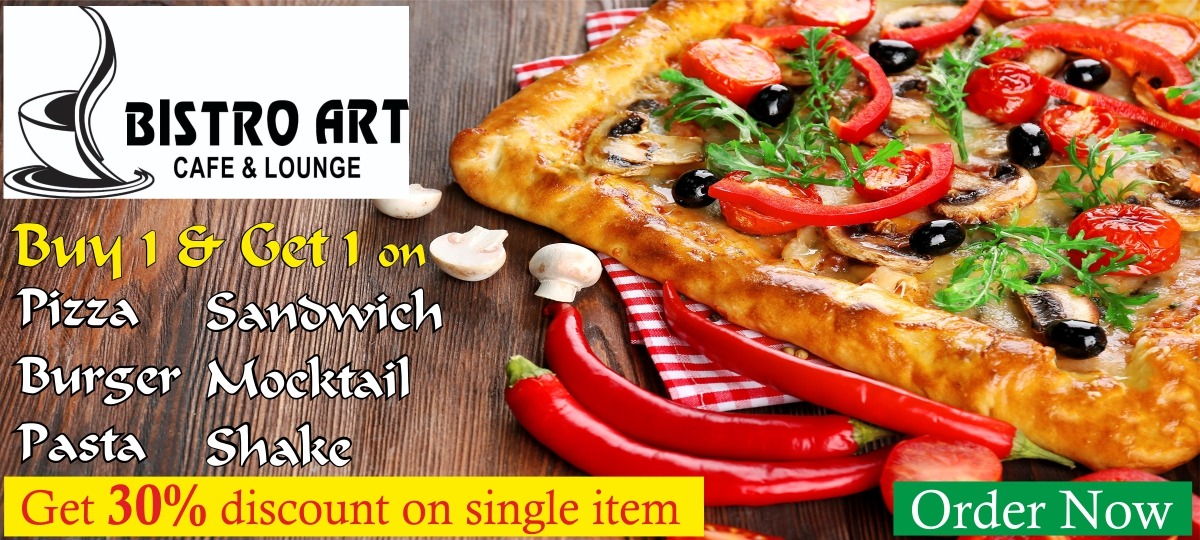 BISTRO ART
CAFE & LOUNGE
Buy 1 & Get 1 on
Pizza Sandwich
Burger Mocktail
Pasta Shake
Get 30% discount on single item
Order Now